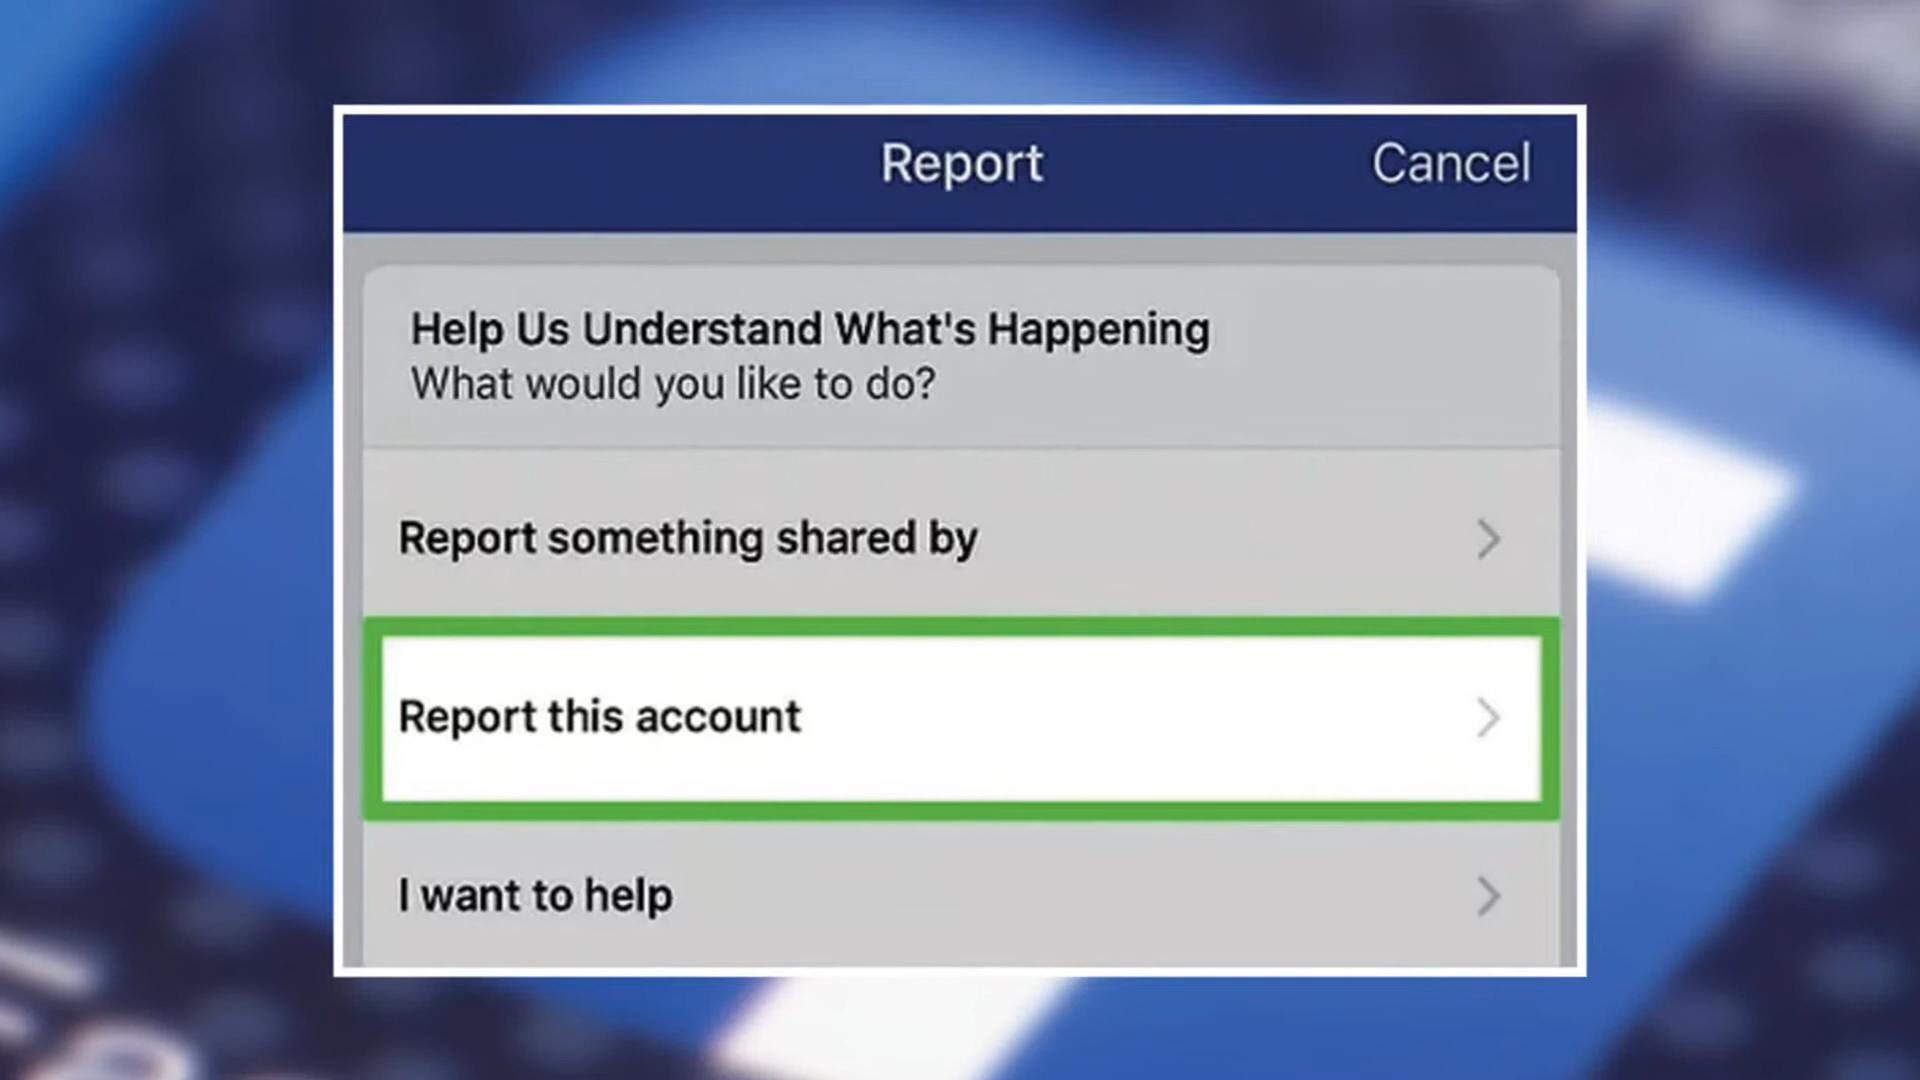 Report
Cancel
Help Us Understand What's Happening
What would you like to do?
Report something shared by
Report this account
I want to help